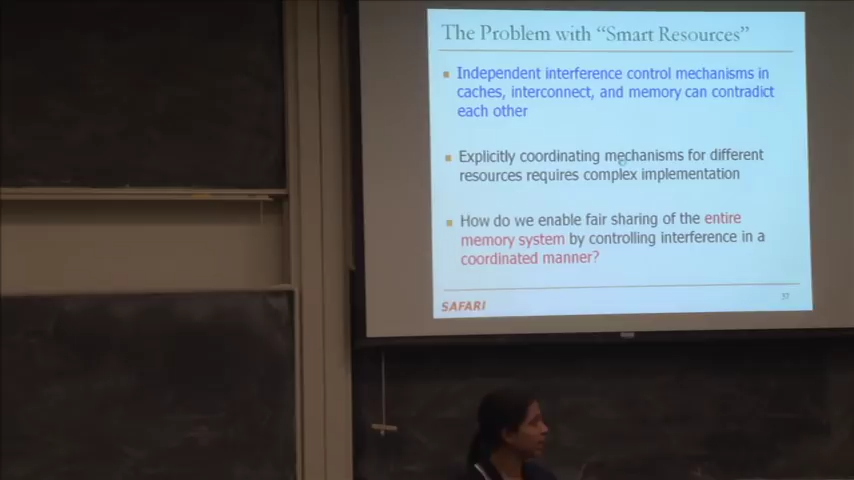 The Problem with “Smart Resources”
Independent interference control mechanisms in
caches, interconnect, and memory can contradict
each other
Explicitly coordinating mechanisms for different
resources requires complex implementation
How do we enable fair sharing of the entire
memory system by controlling interference in a
coordinated manner?
SAFARI